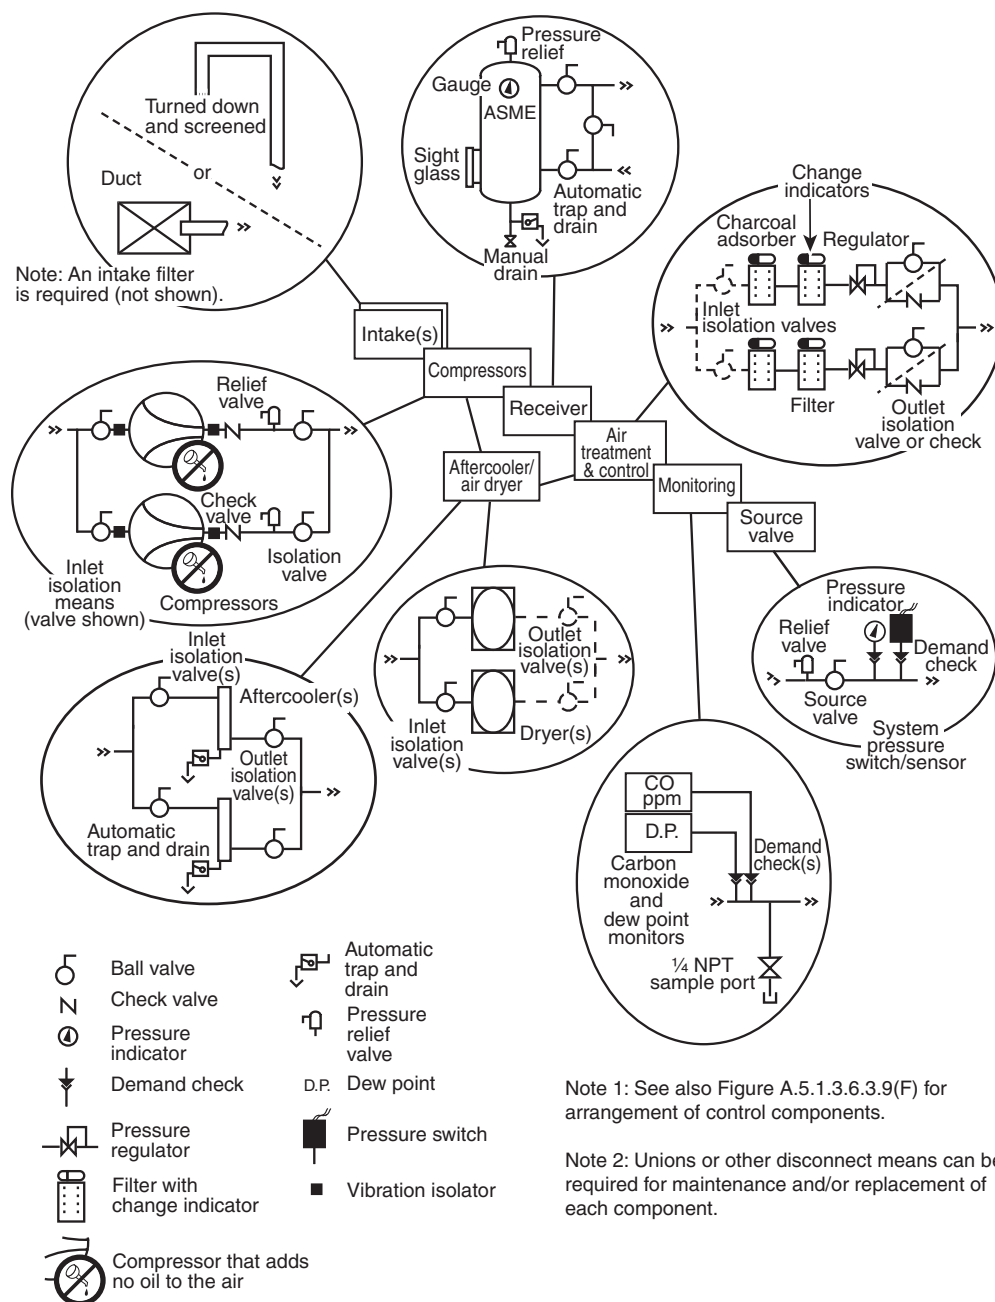 Turned down
and screened
or
Duct
Note: An intake filter
is required (not shown).
Pressure
relief
Gauge
ASME
Sight
glass
Automatic
trap and
drain
Manual
drain
Change
indicators
Charcoal
adsorber
Regulator
Inlet
isolation valves
Filter
Outlet
isolation
valve or check
Intake(s)
Compressors
Receiver
Air
treatment
& control
Aftercooler/
air dryer
Monitoring
Source
valve
Relief
valve
Check
valve
Inlet
isolation
means
(valve shown)
Compressors
Isolation
valve
Inlet
isolation
valve(s)
Aftercooler(s)
Outlet
isolation
valve(s)
Automatic
trap and drain
Outlet
isolation
valve(s)
Inlet
isolation
valve(s)
Dryer(s)
Pressure
indicator
Relief
valve
Demand
check
Source
valve
System
pressure
switch/sensor
CO
ppm
D.P.
Demand
check(s)
Carbon
monoxide
and
dew point
monitors
¼ NPT
sample port
Ball valve
Check valve
Pressure
indicator
Demand check
Pressure
regulator
Filter with
change indicator
Compressor that adds
no oil to the air
Automatic
trap and
drain
Pressure
relief
valve
D.P. Dew point
Pressure switch
Vibration isolator
Note 1: See also Figure A.5.1.3.6.3.9(F) for
arrangement of control components.
Note 2: Unions or other disconnect means can be
required for maintenance and/or replacement of
each component.